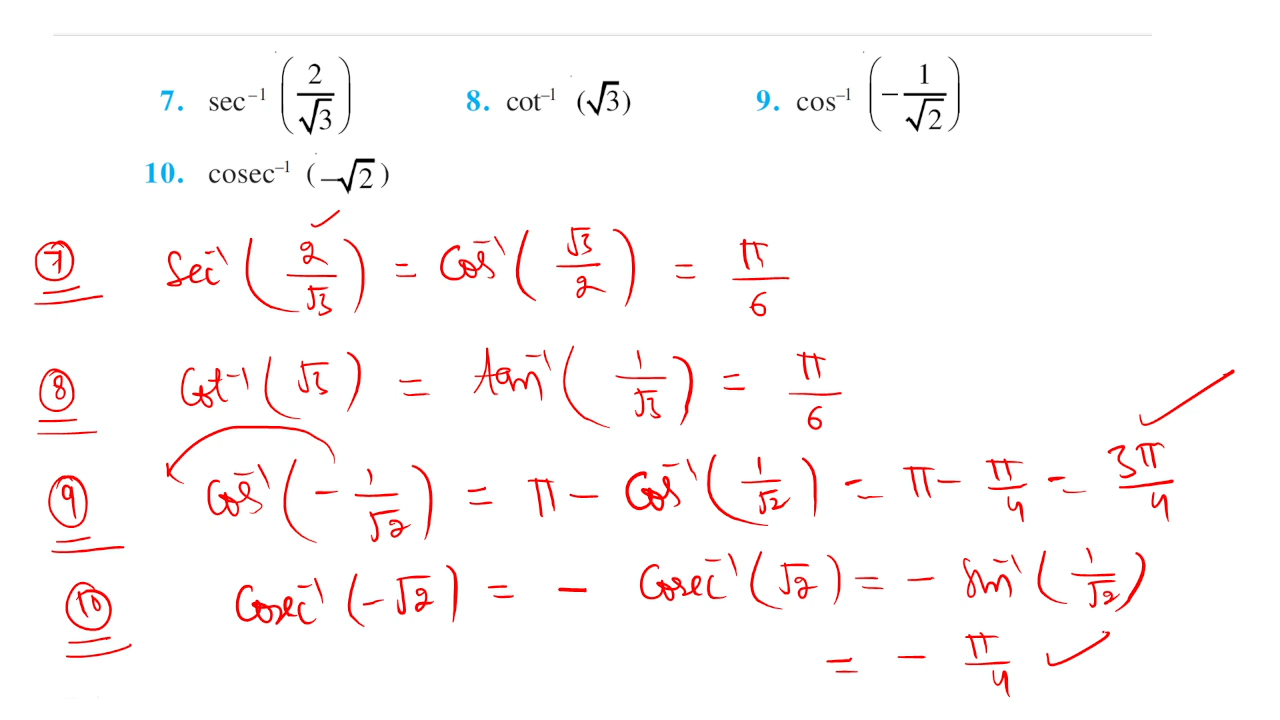 7. sec⁻¹ (2/√3) 8. cot⁻¹ (√3) 9. cos⁻¹ (−1/√2)
10. cosec⁻¹ (−√2)
⑦ Sec⁻¹ (2/√3) = Cos⁻¹ (√3/2) = π/6
⑧ Cot⁻¹ (√3) = tan⁻¹ (1/√3) = π/6
⑨ Cos⁻¹ (−1/√2) = π − Cos⁻¹ (1/√2) = π − π/4 = 3π/4
⑩ Cosec⁻¹ (−√2) = − Cosec⁻¹ (√2) = − Sin⁻¹ (1/√2)
= − π/4